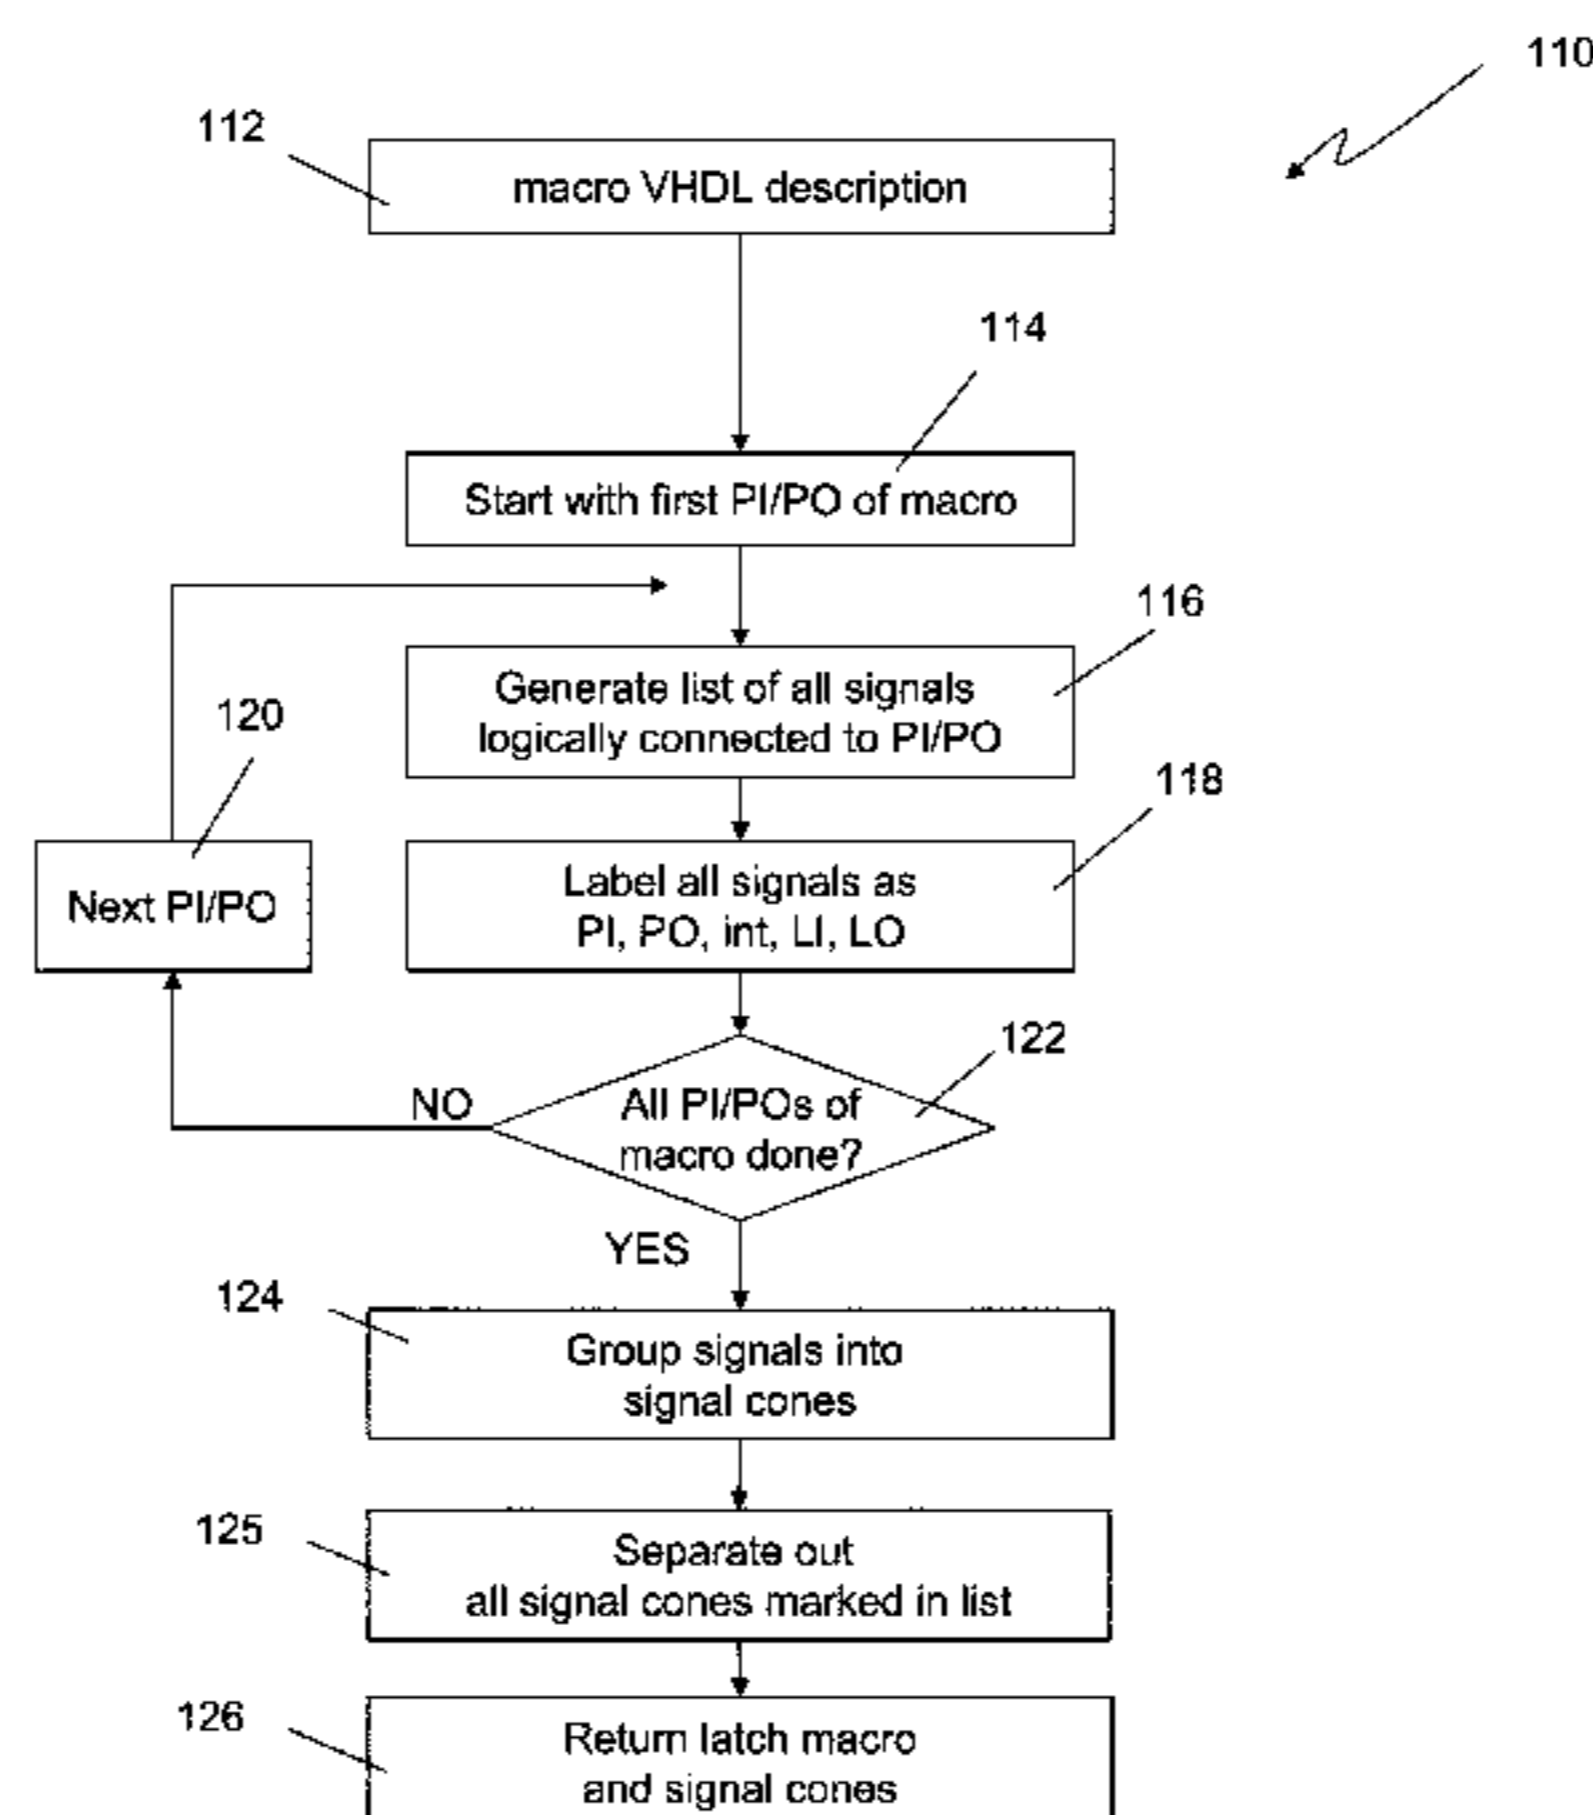 110
112
macro VHDL description
114
Start with first PI/PO of macro
116
Generate list of all signals
logically connected to PI/PO
120
118
Next PI/PO
Label all signals as
PI, PO, int, LI, LO
122
NO
All PI/POs of
macro done?
YES
124
Group signals into
signal cones
125
Separate out
all signal cones marked in list
126
Return latch macro
and signal cones